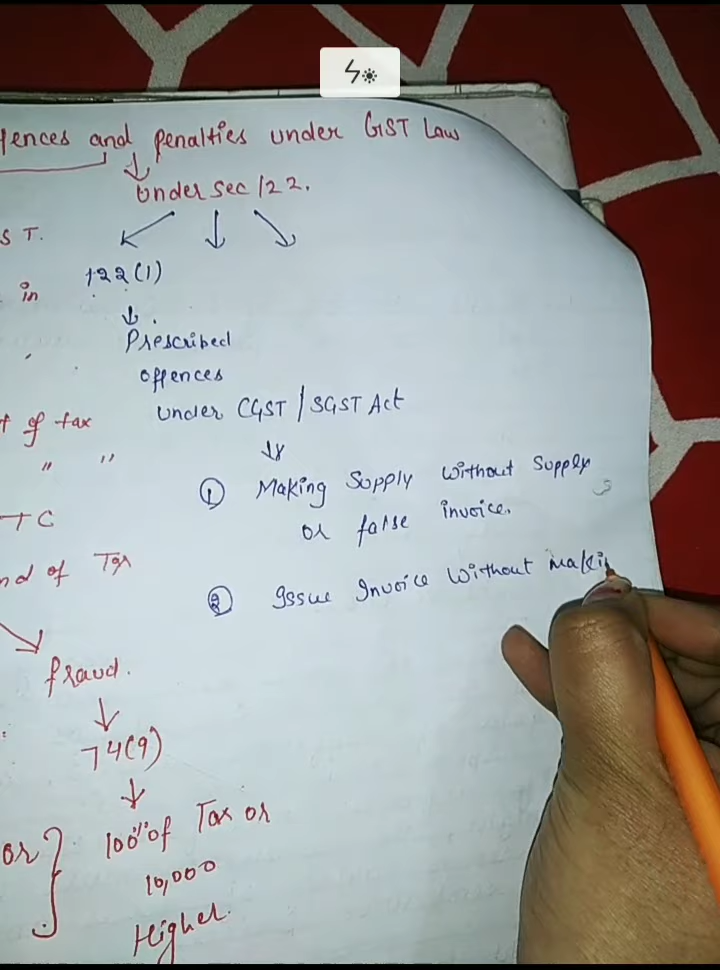 fences and penalties under GST Law
Under Sec 122.
S T.
in
122(1)
Prescribed
offences
under CGST / SGST Act
t of tax
" "
① Making Supply without Supply
or false invoice.
TC
nd of Tax
② Issue Invoice without maki
fraud.
74(9)
or } 100% of Tax or
10,000
Higher.